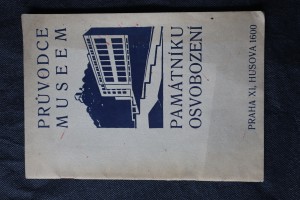 PRŮVODCE
MUSEEM
PAMÁTNÍKU
OSVOBOZENÍ
PRAHA XI., HUSOVA 1600